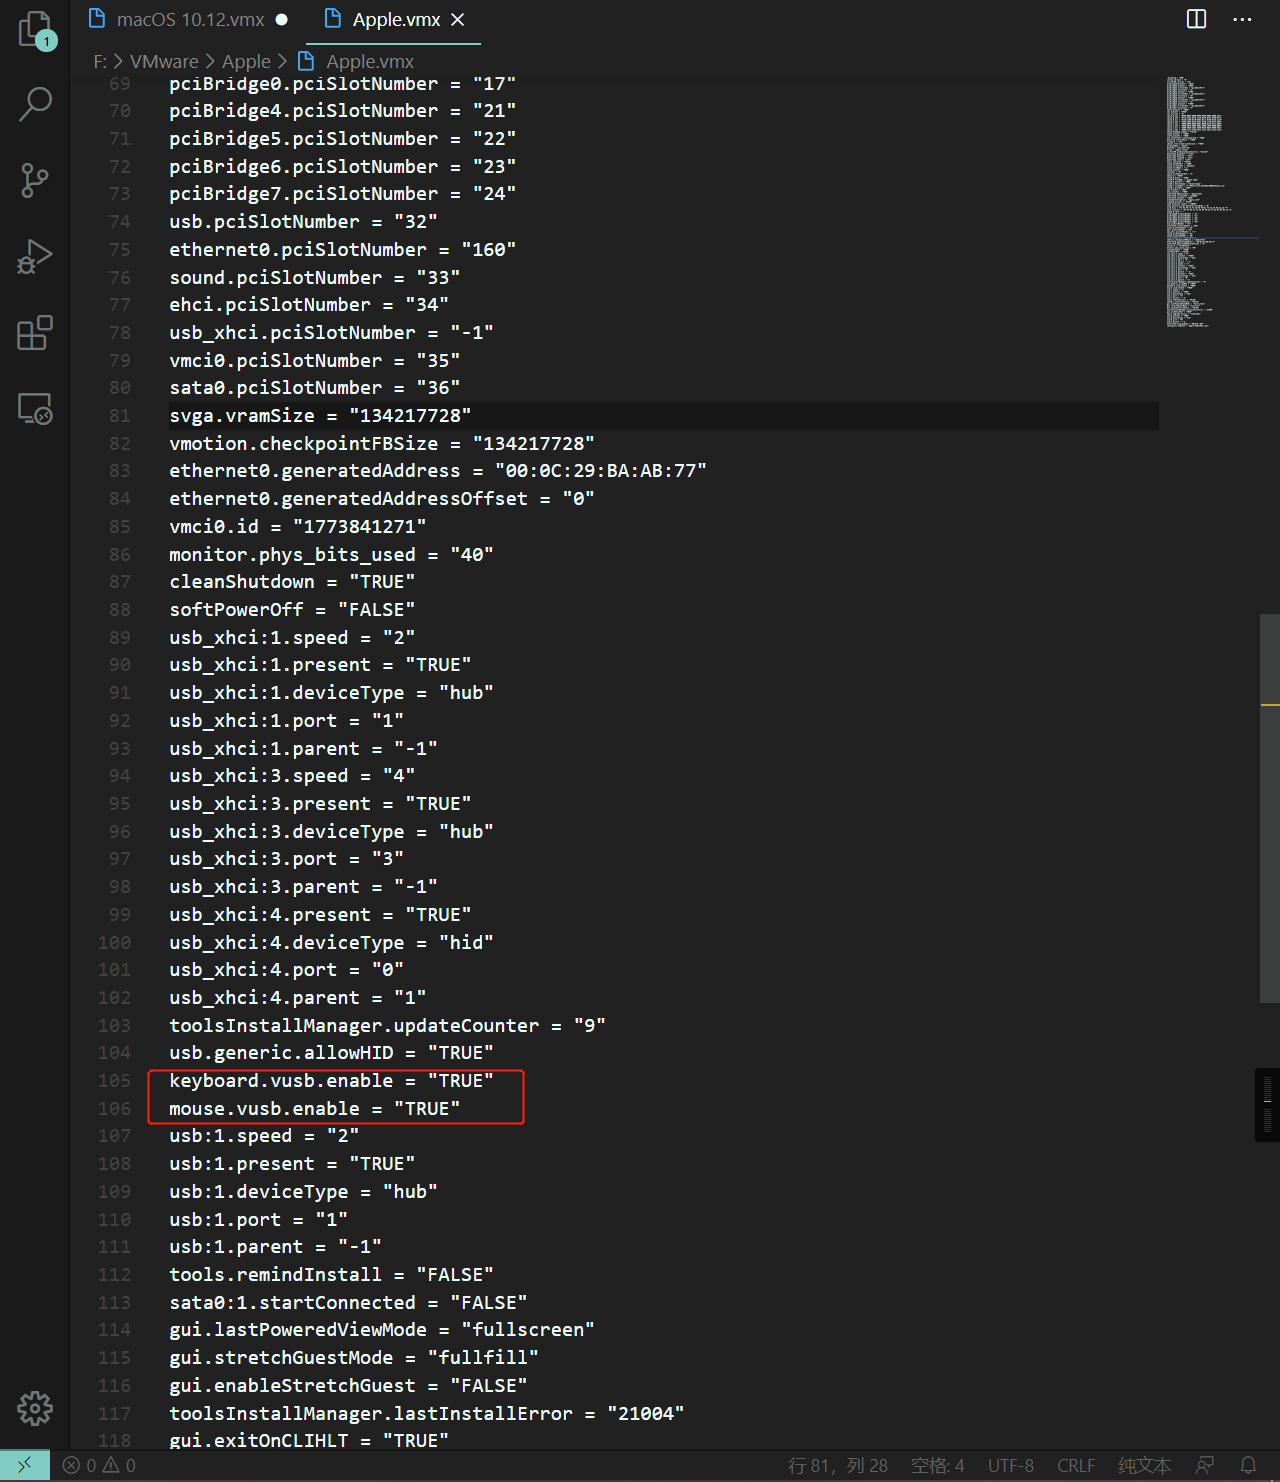 macOS 10.12.vmx
Apple.vmx
F: > VMware > Apple > Apple.vmx
1
69 pciBridge0.pciSlotNumber = "17"
70 pciBridge4.pciSlotNumber = "21"
71 pciBridge5.pciSlotNumber = "22"
72 pciBridge6.pciSlotNumber = "23"
73 pciBridge7.pciSlotNumber = "24"
74 usb.pciSlotNumber = "32"
75 ethernet0.pciSlotNumber = "160"
76 sound.pciSlotNumber = "33"
77 ehci.pciSlotNumber = "34"
78 usb_xhci.pciSlotNumber = "-1"
79 vmci0.pciSlotNumber = "35"
80 sata0.pciSlotNumber = "36"
81 svga.vramSize = "134217728"
82 vmotion.checkpointFBSize = "134217728"
83 ethernet0.generatedAddress = "00:0C:29:BA:AB:77"
84 ethernet0.generatedAddressOffset = "0"
85 vmci0.id = "1773841271"
86 monitor.phys_bits_used = "40"
87 cleanShutdown = "TRUE"
88 softPowerOff = "FALSE"
89 usb_xhci:1.speed = "2"
90 usb_xhci:1.present = "TRUE"
91 usb_xhci:1.deviceType = "hub"
92 usb_xhci:1.port = "1"
93 usb_xhci:1.parent = "-1"
94 usb_xhci:3.speed = "4"
95 usb_xhci:3.present = "TRUE"
96 usb_xhci:3.deviceType = "hub"
97 usb_xhci:3.port = "3"
98 usb_xhci:3.parent = "-1"
99 usb_xhci:4.present = "TRUE"
100 usb_xhci:4.deviceType = "hid"
101 usb_xhci:4.port = "0"
102 usb_xhci:4.parent = "1"
103 toolsInstallManager.updateCounter = "9"
104 usb.generic.allowHID = "TRUE"
105 keyboard.vusb.enable = "TRUE"
106 mouse.vusb.enable = "TRUE"
107 usb:1.speed = "2"
108 usb:1.present = "TRUE"
109 usb:1.deviceType = "hub"
110 usb:1.port = "1"
111 usb:1.parent = "-1"
112 tools.remindInstall = "FALSE"
113 sata0:1.startConnected = "FALSE"
114 gui.lastPoweredViewMode = "fullscreen"
115 gui.stretchGuestMode = "fullfill"
116 gui.enableStretchGuest = "FALSE"
117 toolsInstallManager.lastInstallError = "21004"
118 gui.exitOnCLIHLT = "TRUE"
0 0 行 81，列 28 空格: 4 UTF-8 CRLF 纯文本